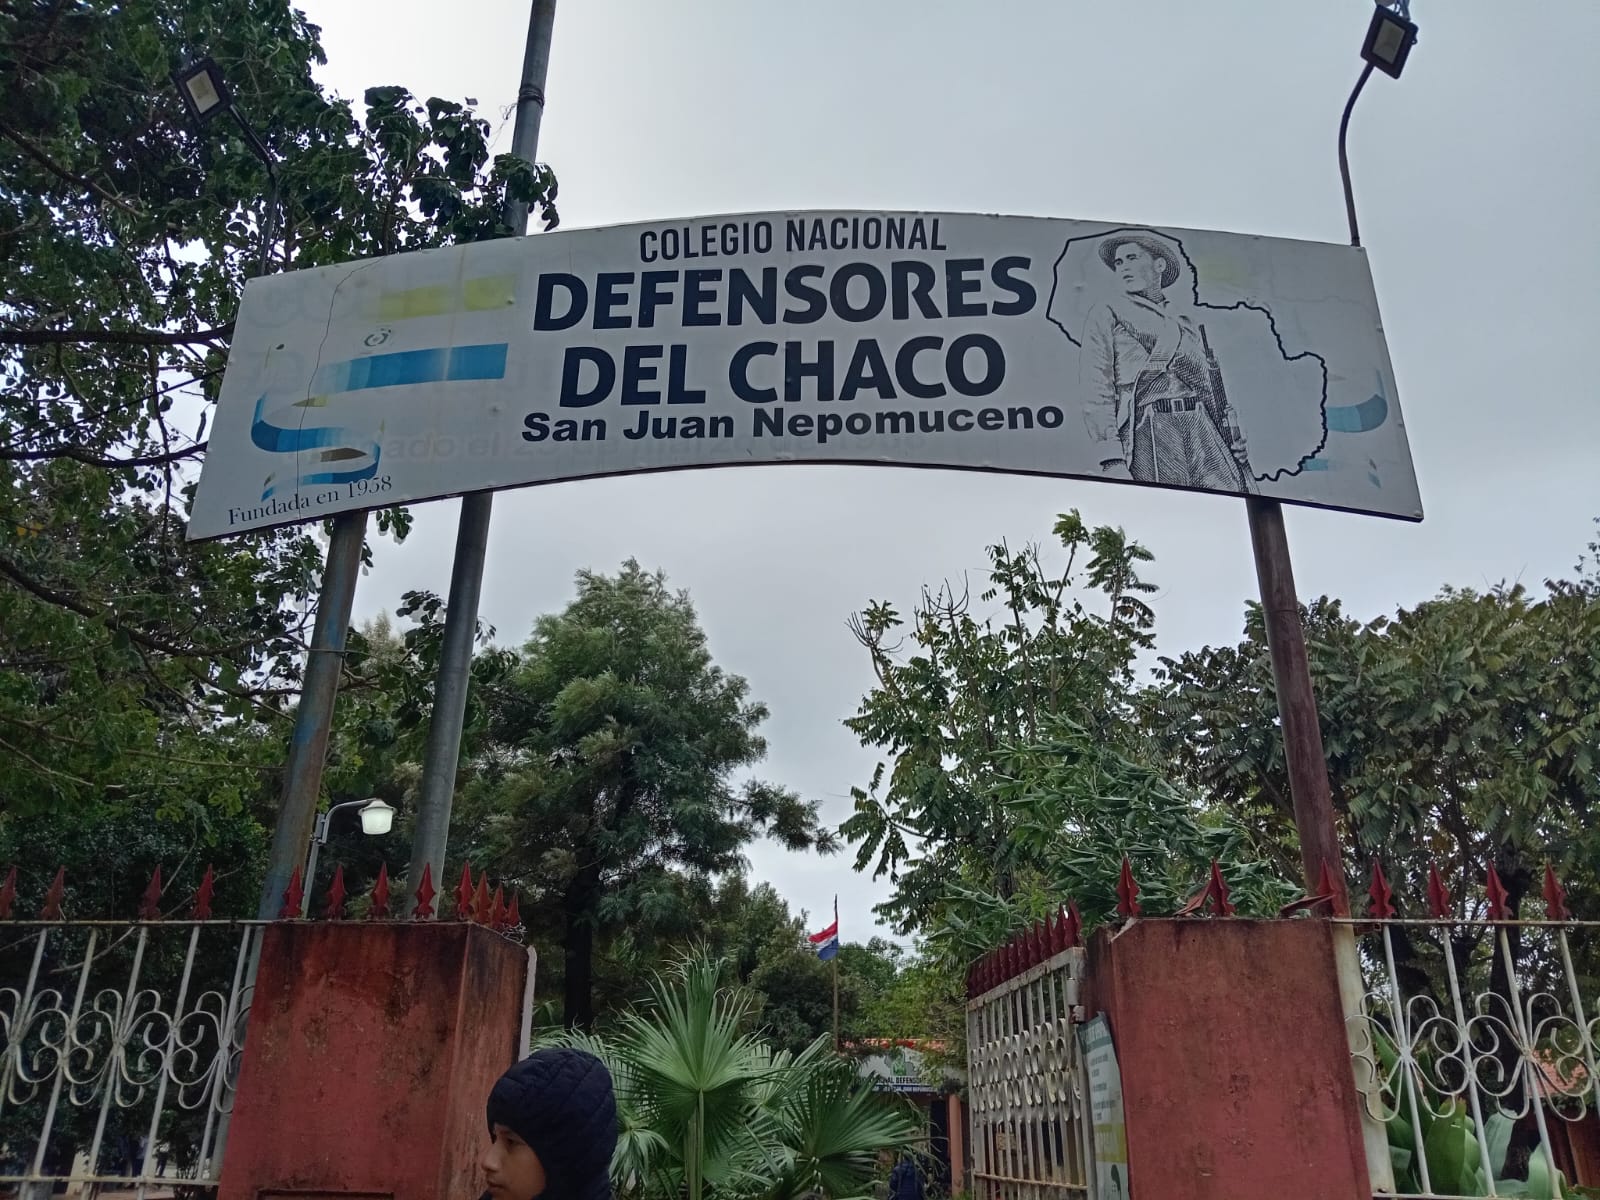 COLEGIO NACIONAL
DEFENSORES
DEL CHACO
San Juan Nepomuceno
Fundada en 1958